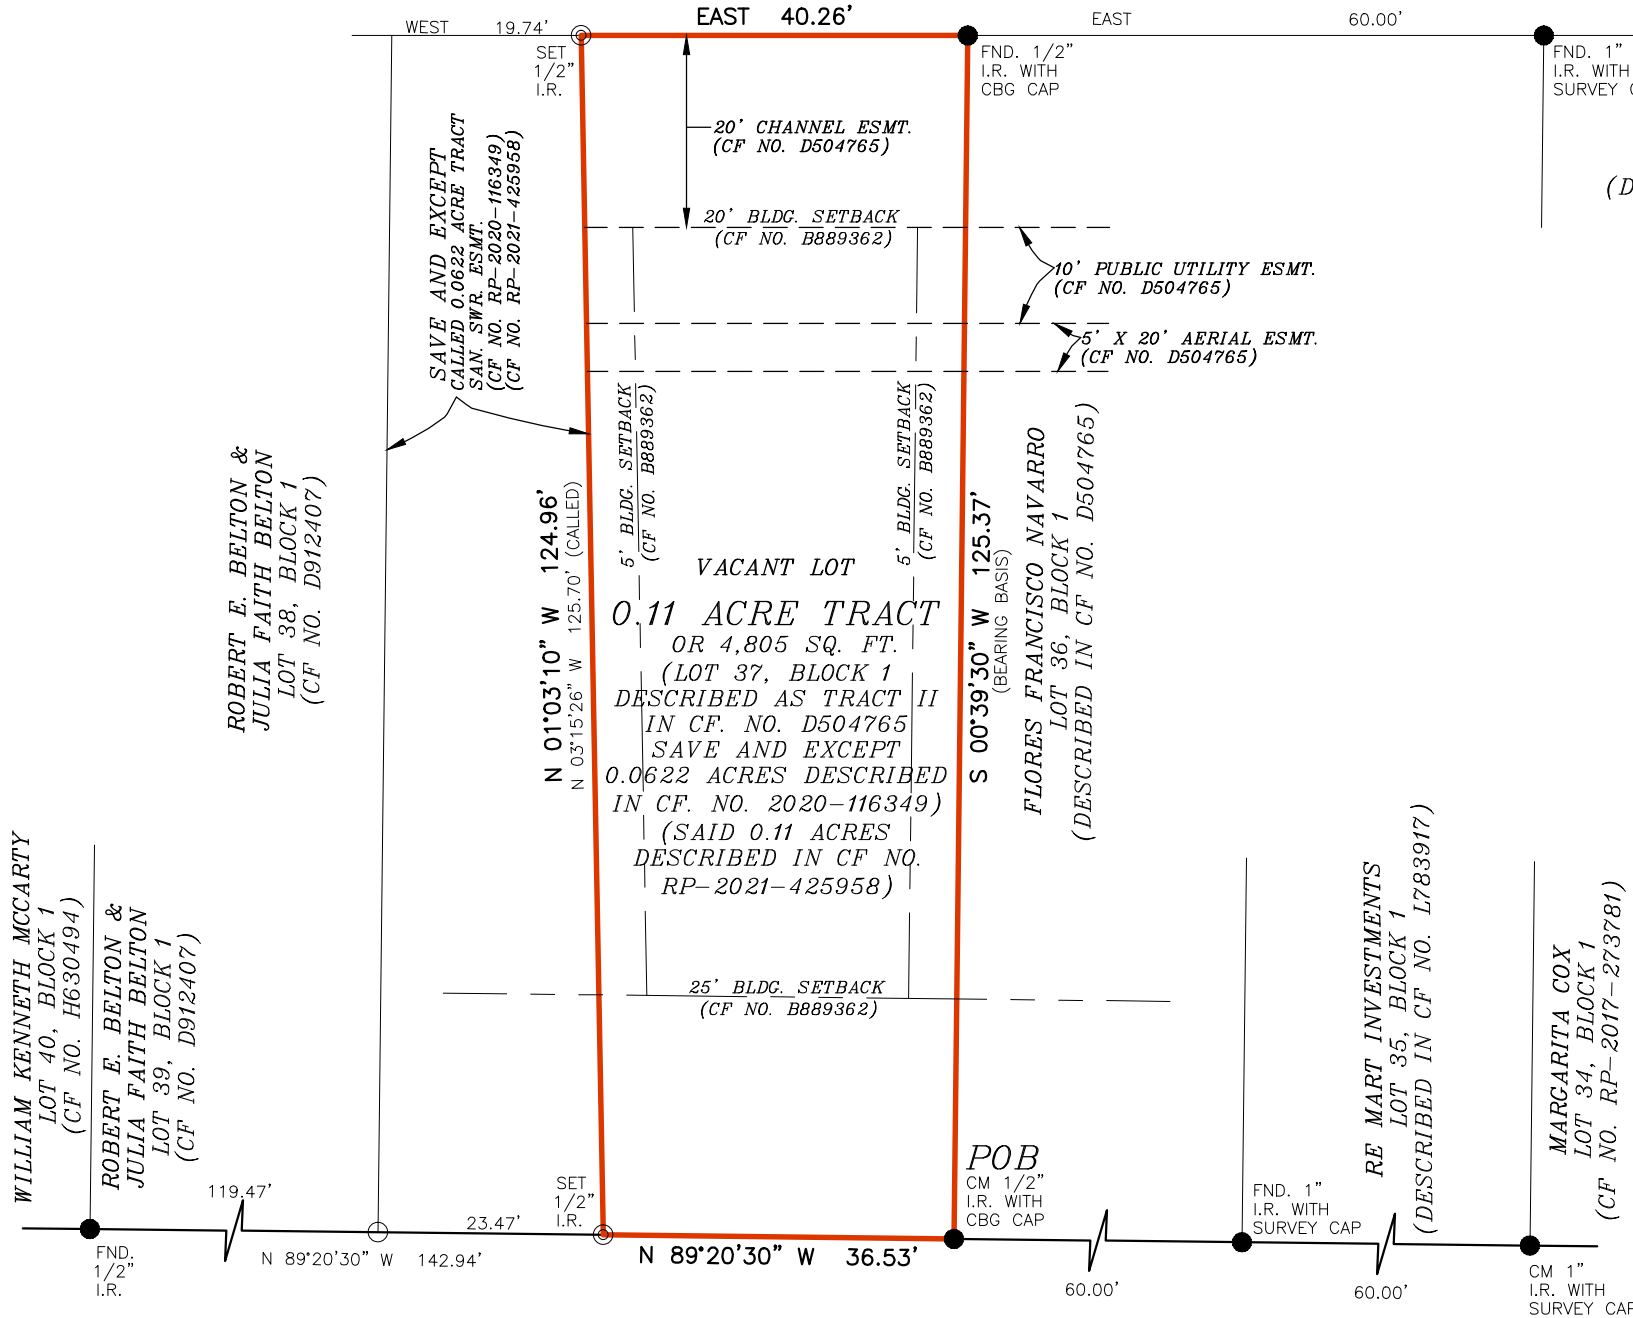 WEST 19.74'
EAST 40.26'
EAST 60.00'
SET
1/2"
I.R.
FND. 1/2"
I.R. WITH
CBG CAP
FND. 1"
I.R. WITH
SURVEY
20' CHANNEL ESMT.
(CF NO. D504765)
SAVE AND EXCEPT
CALLED 0.0622 ACRE TRACT
SAN. SWR. ESMT.
(CF NO. RP-2020-116349)
(CF NO. RP-2021-425958)
20' BLDG. SETBACK
(CF NO. B889362)
10' PUBLIC UTILITY ESMT.
(CF NO. D504765)
5' X 20' AERIAL ESMT.
(CF NO. D504765)
(D
5' BLDG. SETBACK
(CF NO. B889362)
5' BLDG. SETBACK
(CF NO. B889362)
ROBERT E. BELTON &
JULIA FAITH BELTON
LOT 38, BLOCK 1
(CF NO. D912407)
N 01°03'10" W 124.96'
N 03°15'26" W 125.70' (CALLED)
VACANT LOT
0.11 ACRE TRACT
OR 4,805 SQ. FT.
(LOT 37, BLOCK 1
DESCRIBED AS TRACT II
IN CF. NO. D504765
SAVE AND EXCEPT
0.0622 ACRES DESCRIBED
IN CF. NO. 2020-116349)
(SAID 0.11 ACRES
DESCRIBED IN CF NO.
RP-2021-425958)
S 00°39'30" W 125.37'
(BEARING BASIS)
FLORES FRANCISCO NAVARRO
LOT 36, BLOCK 1
(DESCRIBED IN CF NO. D504765)
25' BLDG. SETBACK
(CF NO. B889362)
WILLIAM KENNETH MCCARTY
LOT 40, BLOCK 1
(CF NO. H630494)
ROBERT E. BELTON &
JULIA FAITH BELTON
LOT 39, BLOCK 1
(CF NO. D912407)
RE MART INVESTMENTS
LOT 35, BLOCK 1
(DESCRIBED IN CF NO. L783917)
MARGARITA COX
LOT 34, BLOCK 1
(CF NO. RP-2017-273781)
119.47'
23.47'
SET
1/2"
I.R.
POB
CM 1/2"
I.R. WITH
CBG CAP
FND. 1"
I.R. WITH
SURVEY CAP
FND.
1/2"
I.R.
N 89°20'30" W 142.94'
N 89°20'30" W 36.53'
60.00'
60.00'
CM 1"
I.R. WITH
SURVEY CAP